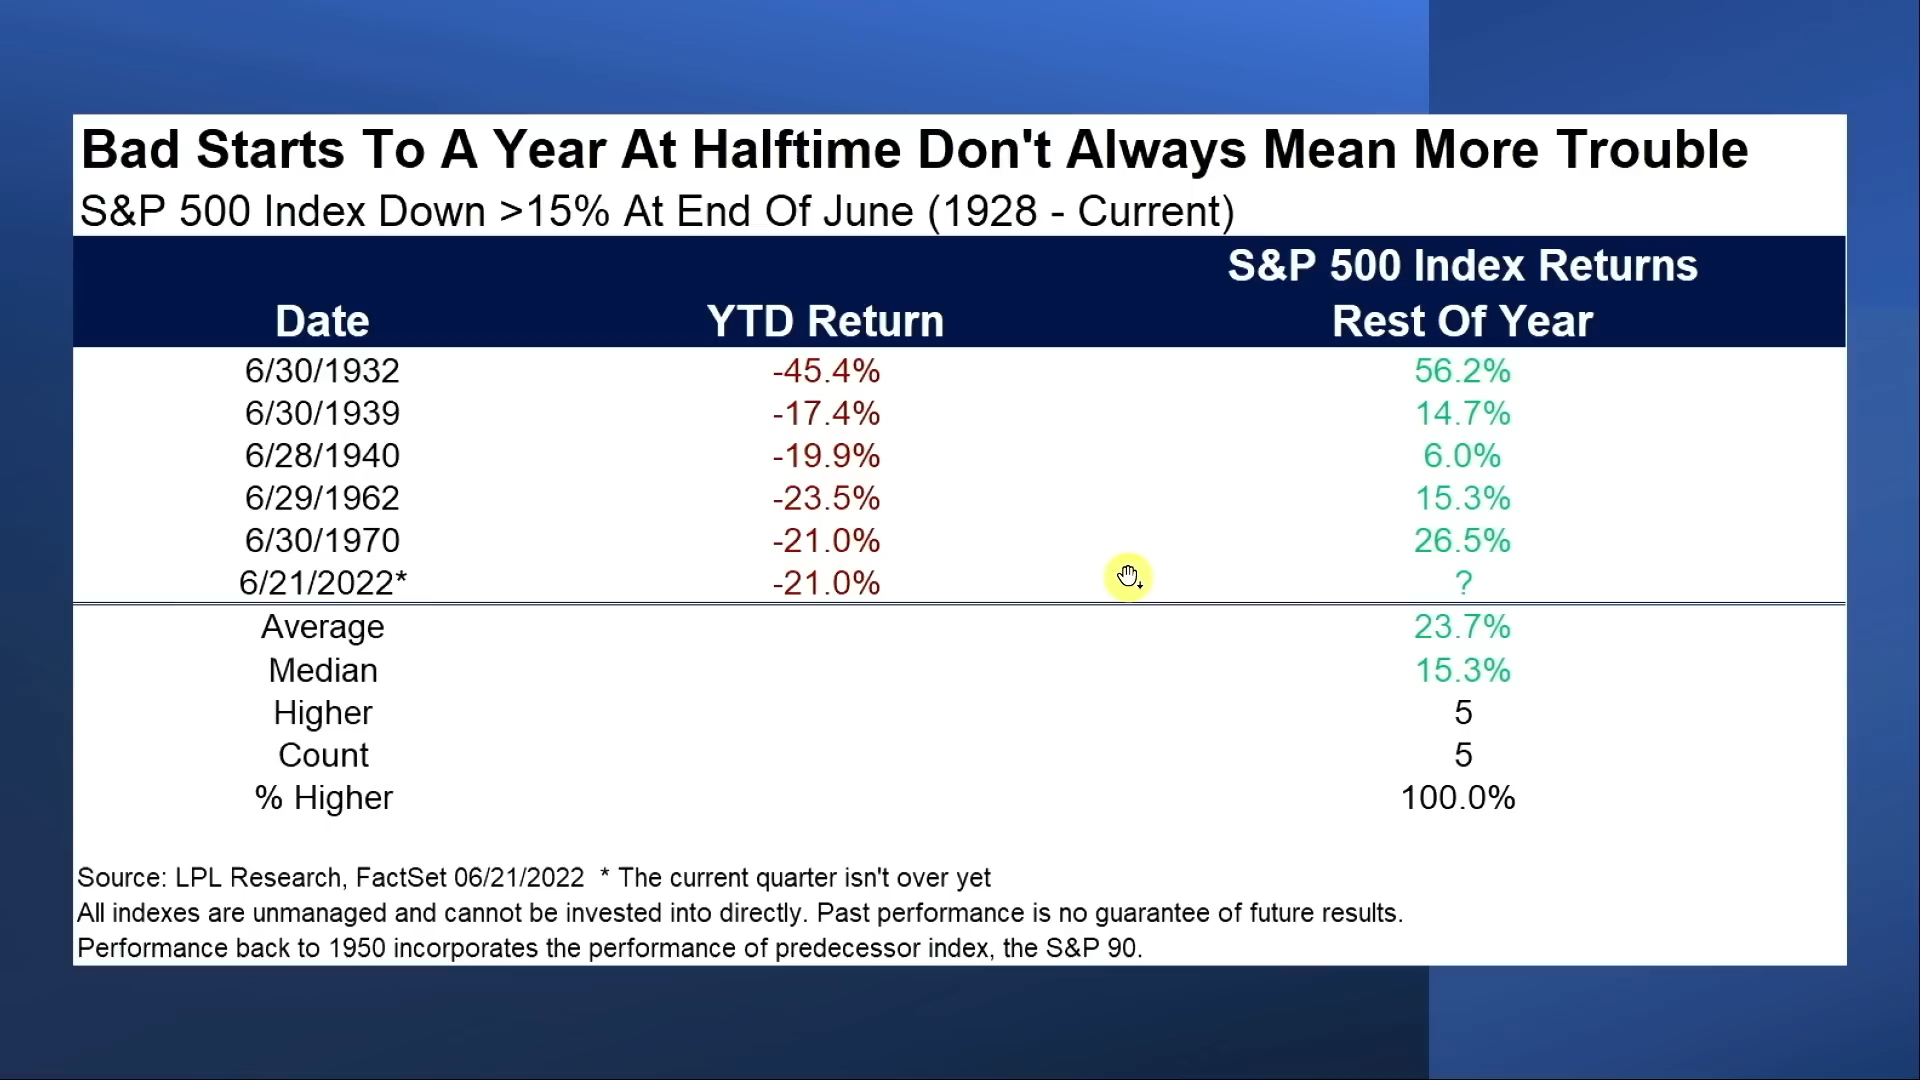 Bad Starts To A Year At Halftime Don't Always Mean More Trouble
S&P 500 Index Down >15% At End Of June (1928 - Current)
S&P 500 Index Returns
Date YTD Return Rest Of Year
6/30/1932 -45.4% 56.2%
6/30/1939 -17.4% 14.7%
6/28/1940 -19.9% 6.0%
6/29/1962 -23.5% 15.3%
6/30/1970 -21.0% 26.5%
6/21/2022* -21.0% ?
Average 23.7%
Median 15.3%
Higher 5
Count 5
% Higher 100.0%
Source: LPL Research, FactSet 06/21/2022 * The current quarter isn't over yet
All indexes are unmanaged and cannot be invested into directly. Past performance is no guarantee of future results.
Performance back to 1950 incorporates the performance of predecessor index, the S&P 90.